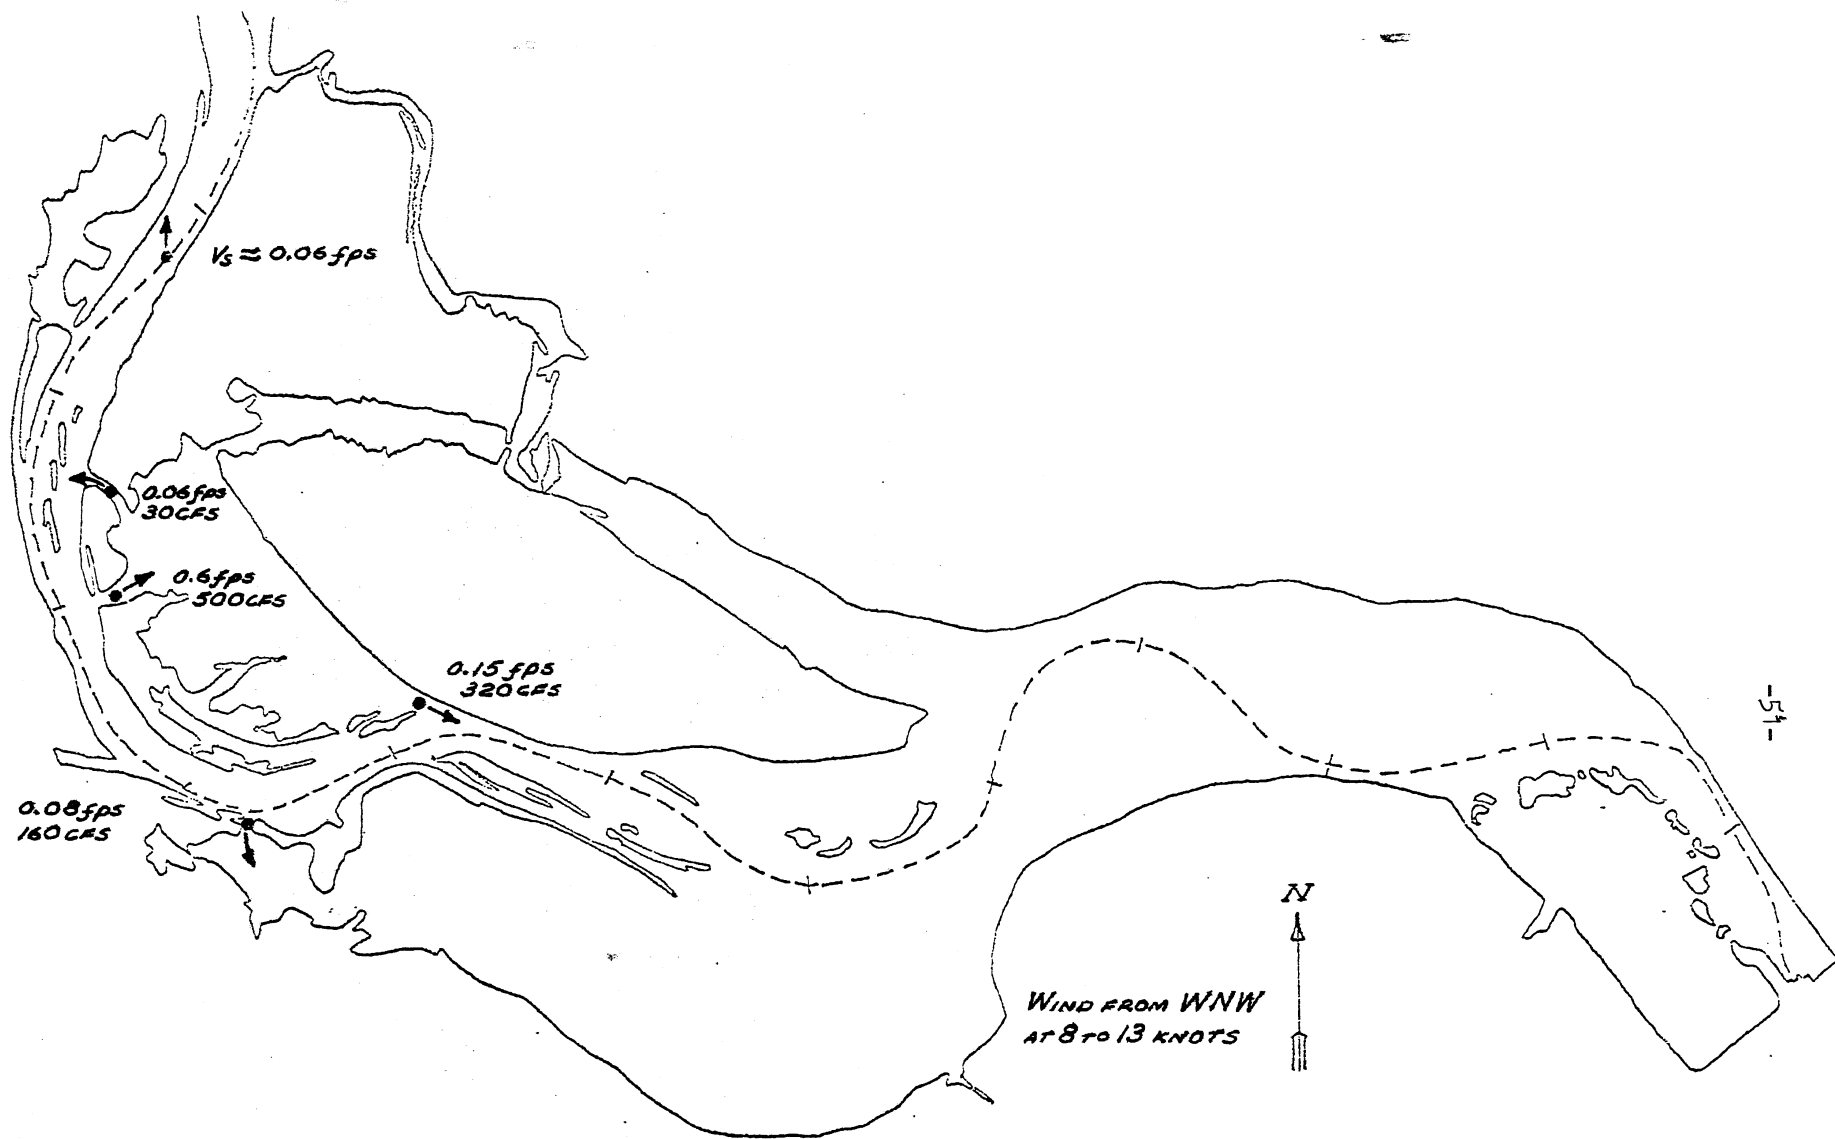 Vs ≈ 0.06 fps
0.06 fps
30 CFS
0.6 fps
500 CFS
0.15 fps
320 CFS
0.08 fps
160 CFS
N
WIND FROM WNW
AT 8 TO 13 KNOTS
-54-